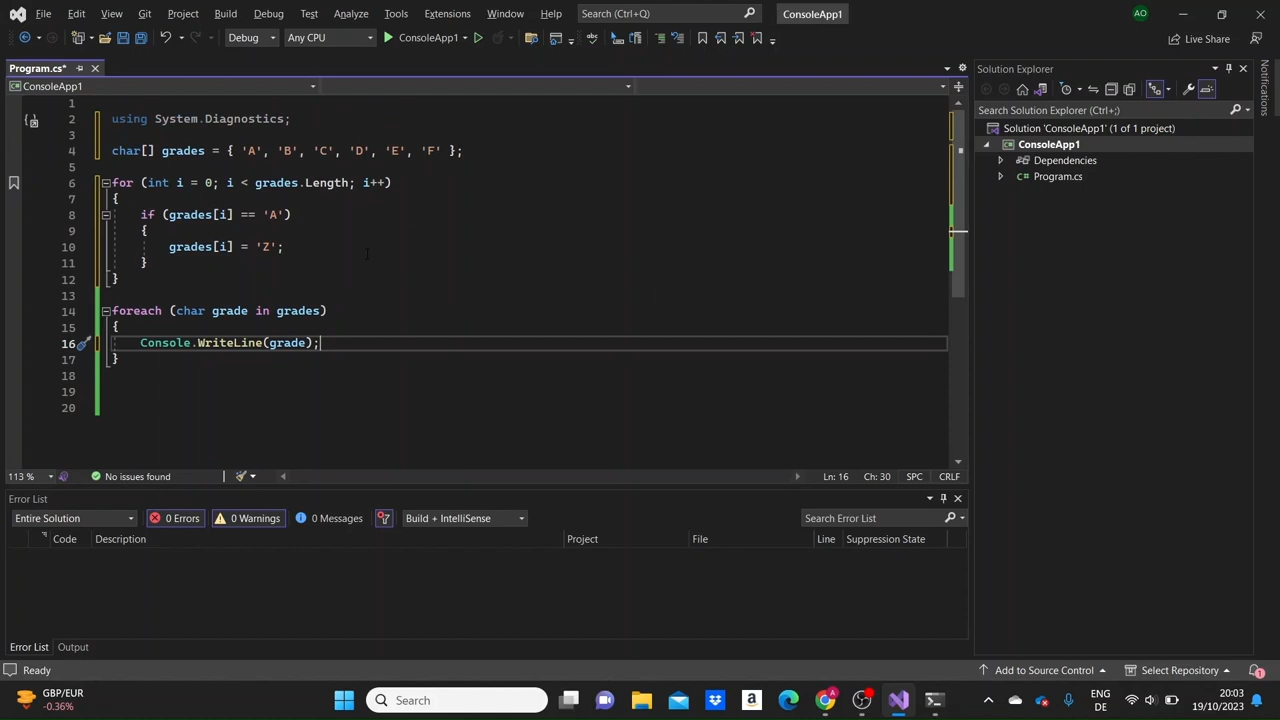 File Edit View Git Project Build Debug Test Analyze Tools Extensions Window Help Search (Ctrl+Q) ConsoleApp1 AO
Debug Any CPU ConsoleApp1 Live Share
Program.cs*
ConsoleApp1
1
2 using System.Diagnostics;
3
4 char[] grades = { 'A', 'B', 'C', 'D', 'E', 'F' };
5
6 for (int i = 0; i < grades.Length; i++)
7 {
8 if (grades[i] == 'A')
9 {
10 grades[i] = 'Z';
11 }
12 }
13
14 foreach (char grade in grades)
15 {
16 Console.WriteLine(grade);
17 }
18
19
20
113 % No issues found Ln: 16 Ch: 30 SPC CRLF
Error List
Entire Solution 0 Errors 0 Warnings 0 Messages Build + IntelliSense Search Error List
Code Description Project File Line Suppression State
Error List Output
Solution Explorer
Search Solution Explorer (Ctrl+;)
Solution 'ConsoleApp1' (1 of 1 project)
ConsoleApp1
Dependencies
C# Program.cs
Notifications
Ready Add to Source Control Select Repository 1
GBP/EUR
-0.36%
Search
ENG
DE
20:03
19/10/2023